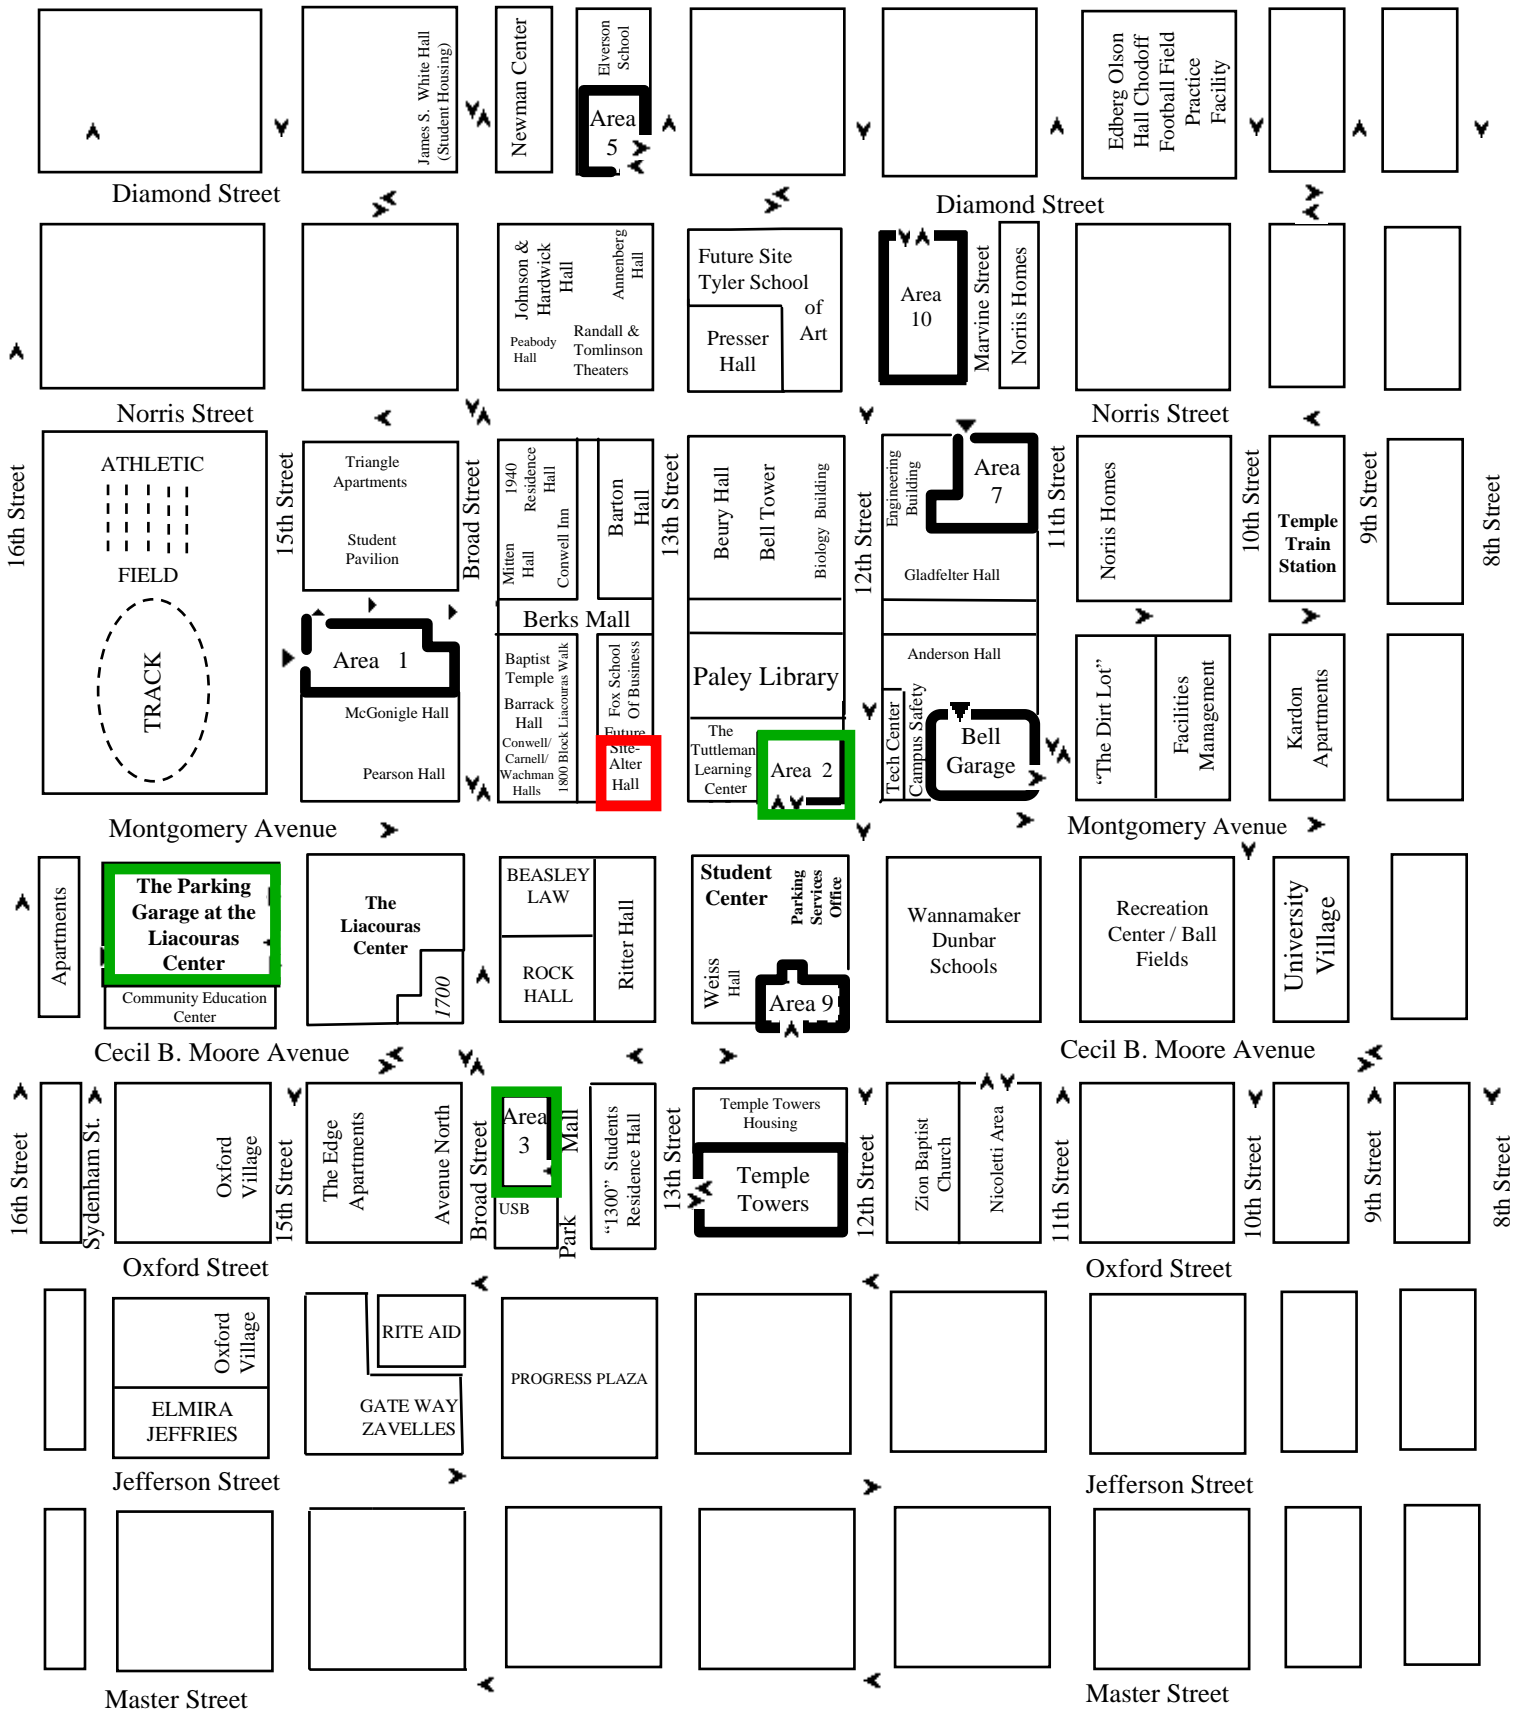 James S. White Hall
(Student Housing)
Newman Center
Elverson
School
Area
5
Edberg Olson
Hall Chodoff
Football Field
Practice
Facility
Diamond Street
Diamond Street
Johnson &
Hardwick
Hall
Annenberg
Hall
Peabody
Hall
Randall &
Tomlinson
Theaters
Future Site
Tyler School
of
Art
Presser
Hall
Area
10
Marvine Street
Noriis Homes
Norris Street
Norris Street
16th Street
ATHLETIC
FIELD
TRACK
15th Street
Triangle
Apartments
Student
Pavilion
Broad Street
1940
Residence
Hall
Mitten
Hall
Conwell Inn
Barton
Hall
13th Street
Beury Hall
Bell Tower
Biology Building
12th Street
Engineering
Building
Area
7
Gladfelter Hall
11th Street
Noriis Homes
10th Street
Temple
Train
Station
9th Street
8th Street
Berks Mall
Area 1
McGonigle Hall
Pearson Hall
Baptist
Temple
Barrack
Hall
Conwell/
Carnell/
Wachman
Halls
1800 Block Liacouras Walk
Fox School
Of Business
Future
Site-
Alter
Hall
Paley Library
The
Tuttleman
Learning
Center
Area 2
Anderson Hall
Tech Center
Campus Safety
Bell
Garage
“The Dirt Lot”
Facilities
Management
Kardon
Apartments
Montgomery Avenue
Montgomery Avenue
Apartments
The Parking
Garage at the
Liacouras
Center
Community Education
Center
The
Liacouras
Center
1700
BEASLEY
LAW
ROCK
HALL
Ritter Hall
Student
Center
Parking
Services
Office
Weiss
Hall
Area 9
Wannamaker
Dunbar
Schools
Recreation
Center / Ball
Fields
University
Village
Cecil B. Moore Avenue
Cecil B. Moore Avenue
16th Street
Sydenham St.
Oxford
Village
15th Street
The Edge
Apartments
Avenue North
Broad Street
Area
3
USB
Park Mall
“1300” Students
Residence Hall
13th Street
Temple Towers
Housing
Temple
Towers
12th Street
Zion Baptist
Church
Nicoletti Area
11th Street
10th Street
9th Street
8th Street
Oxford Street
Oxford Street
Oxford
Village
ELMIRA
JEFFRIES
RITE AID
GATE WAY
ZAVELLES
PROGRESS PLAZA
Jefferson Street
Jefferson Street
Master Street
Master Street